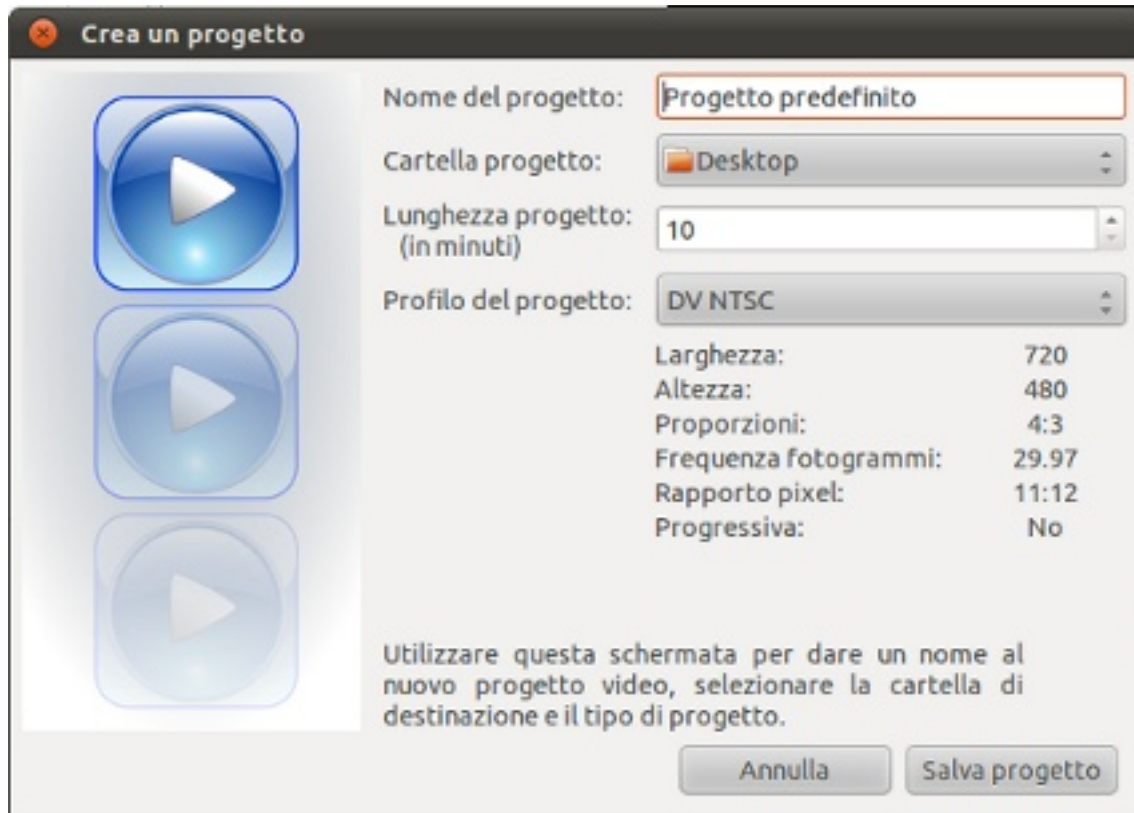 Crea un progetto
Nome del progetto: Progetto predefinito
Cartella progetto: Desktop
Lunghezza progetto: 10
(in minuti)
Profilo del progetto: DV NTSC
Larghezza: 720
Altezza: 480
Proporzioni: 4:3
Frequenza fotogrammi: 29.97
Rapporto pixel: 11:12
Progressiva: No
Utilizzare questa schermata per dare un nome al
nuovo progetto video, selezionare la cartella di
destinazione e il tipo di progetto.
Annulla Salva progetto